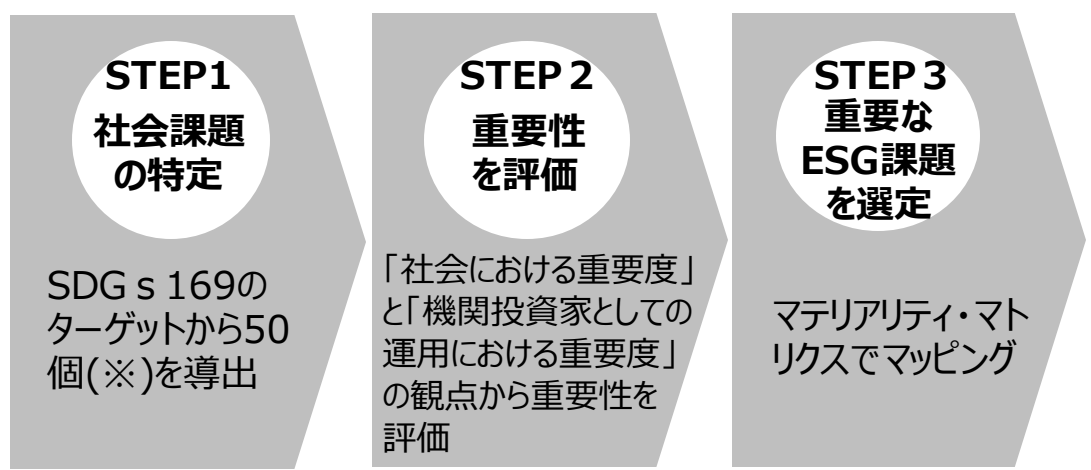 STEP1
社会課題
の特定
SDGｓ169の
ターゲットから50
個(※)を導出
STEP２
重要性
を評価
「社会における重要度」
と「機関投資家としての
運用における重要度」
の観点から重要性を
評価
STEP３
重要な
ESG課題
を選定
マテリアリティ・マト
リクスでマッピング